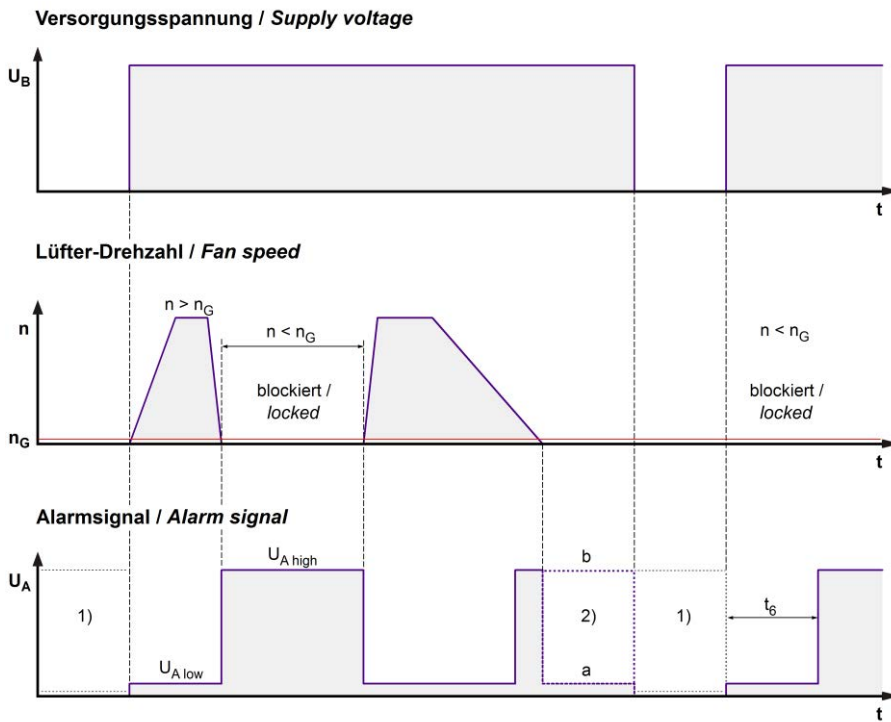 Versorgungsspannung / Supply voltage
U_B
t
Lüfter-Drehzahl / Fan speed
n > n_G
n
n < n_G
n < n_G
blockiert /
locked
blockiert /
locked
n_G
t
Alarmsignal / Alarm signal
U_A high
b
U_A
1)
2)
1)
t_6
U_A low
a
t